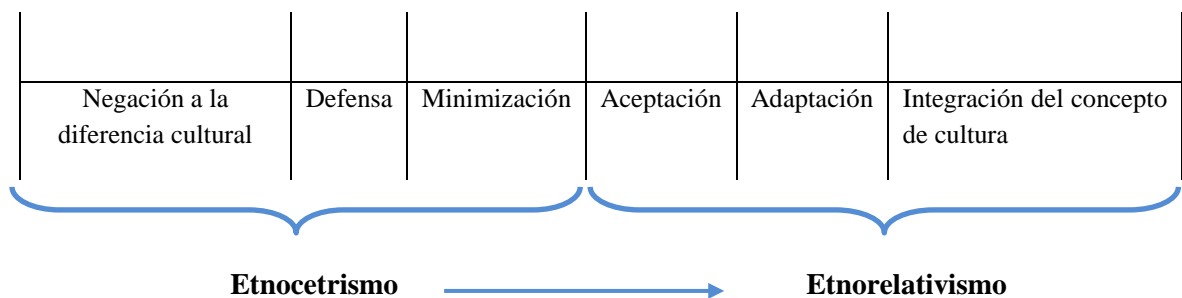 Negación a la
diferencia cultural
Defensa
Minimización
Aceptación
Adaptación
Integración del concepto
de cultura
Etnocetrismo
Etnorelativismo